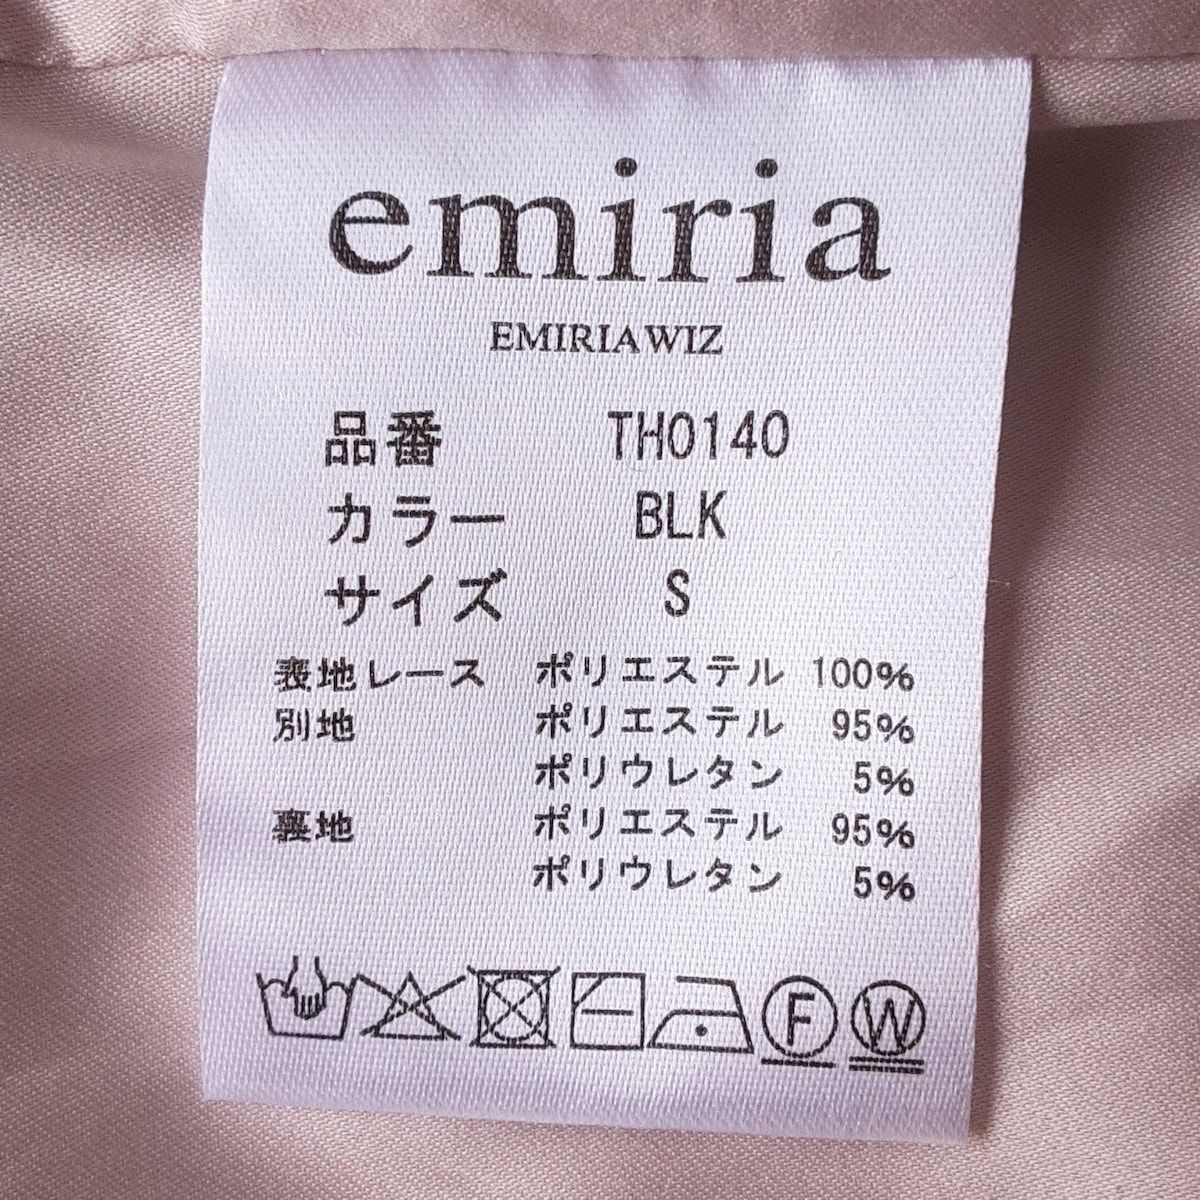 emiria
EMIRIAWIZ
品番 TH0140
カラー BLK
サイズ S
表地レース ポリエステル 100%
別地 ポリエステル 95%
ポリウレタン 5%
裏地 ポリエステル 95%
ポリウレタン 5%
F W